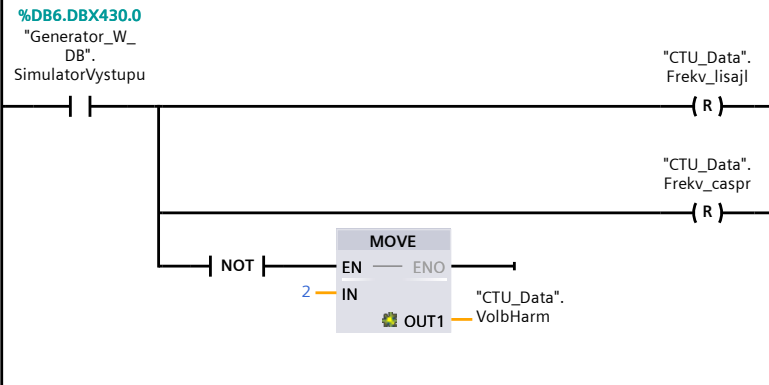 %DB6.DBX430.0
"Generator_W_
DB".
SimulatorVystupu
"CTU_Data".
Frekv_lisajl
R
"CTU_Data".
Frekv_caspr
R
NOT
MOVE
EN ENO
2 IN
OUT1
"CTU_Data".
VolbHarm